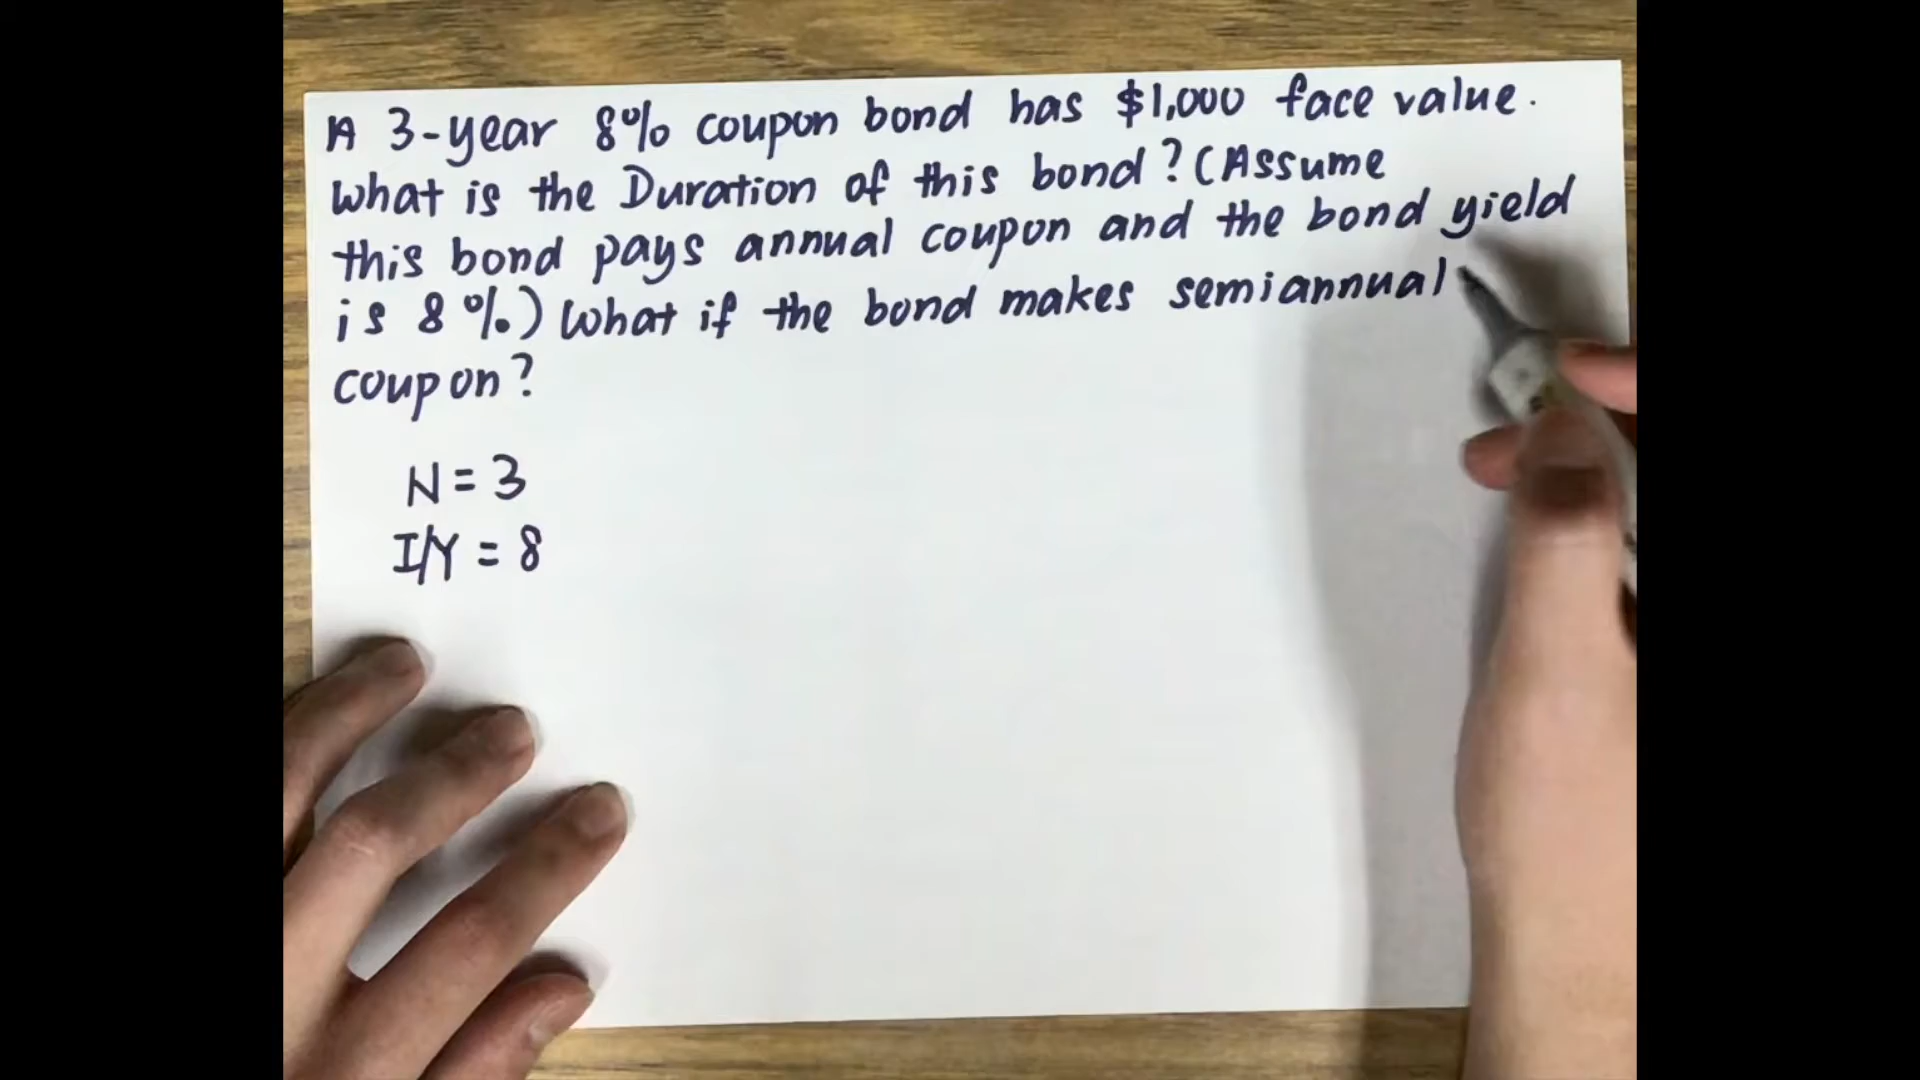 A 3-year 8% coupon bond has $1,000 face value.
What is the Duration of this bond? (Assume
this bond pays annual coupon and the bond yield
is 8%.) What if the bond makes semiannual
coupon?
N = 3
I/Y = 8